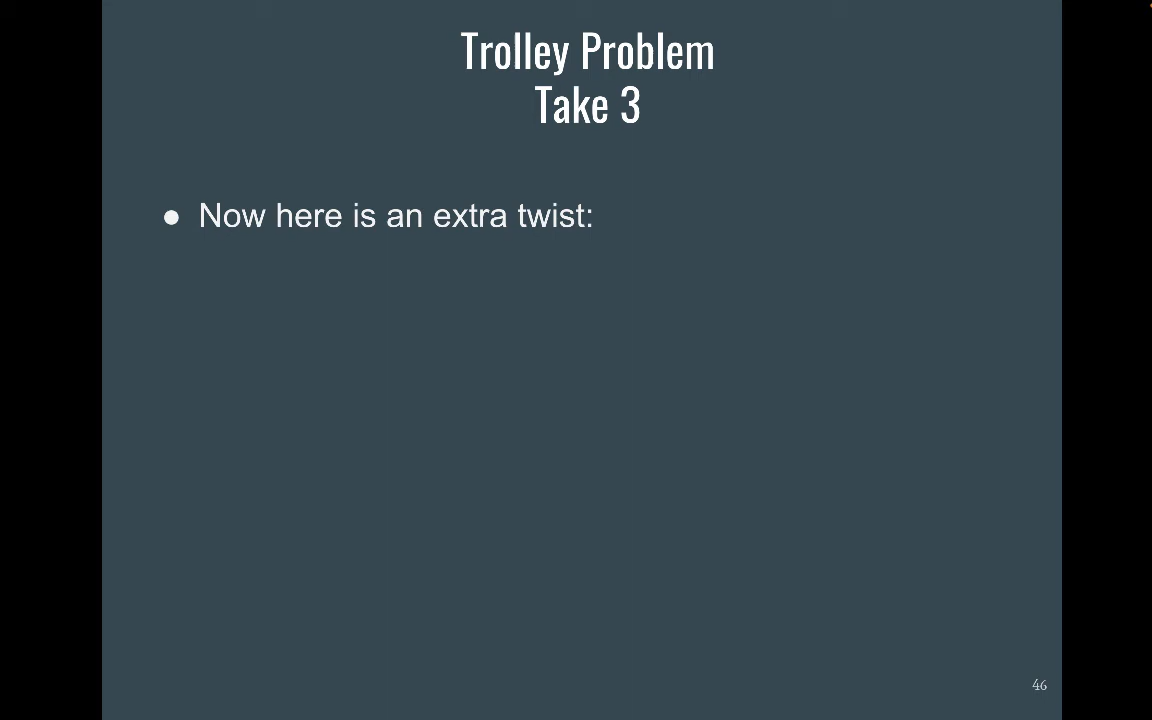 Trolley Problem
Take 3
● Now here is an extra twist:
46